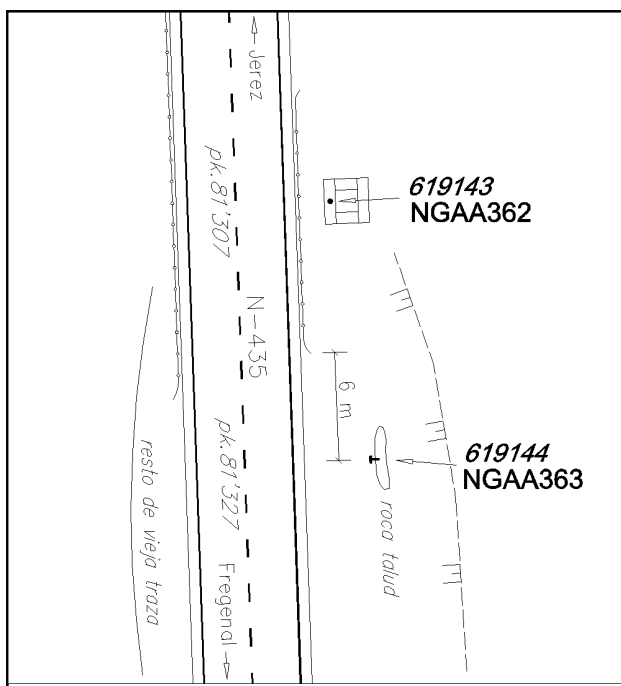 ← Jerez
pk.81'307
619143
NGAA362
N-435
6 m
pk.81'327
619144
NGAA363
resto de vieja traza
roca talud
Fregenal →